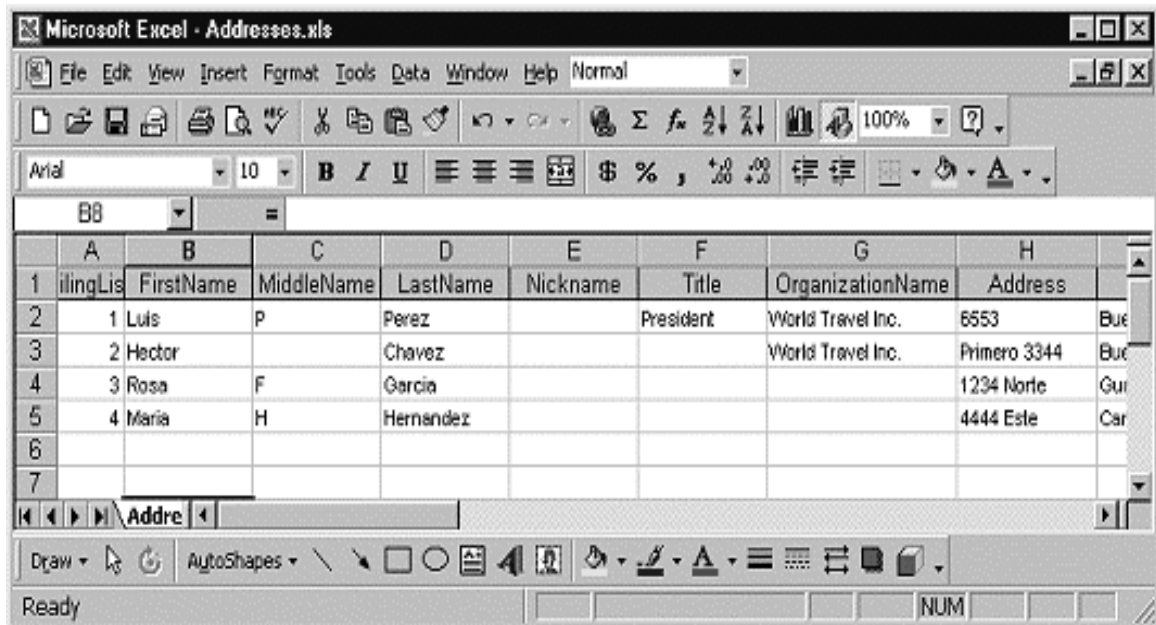 Microsoft Excel - Addresses.xls
File Edit View Insert Format Tools Data Window Help Normal
100%
Arial 10 B I U $ % ,
B8 =
A B C D E F G H
1 ilingLis FirstName MiddleName LastName Nickname Title OrganizationName Address
2 1 Luis P Perez President World Travel Inc. 6553 Bue
3 2 Hector Chavez World Travel Inc. Primero 3344 Bue
4 3 Rosa F Garcia 1234 Norte Gua
5 4 Maria H Hernandez 4444 Este Car
6
7
Addre
Draw AutoShapes
Ready NUM